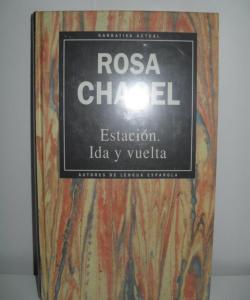 NARRATIVA ACTUAL
ROSA
CHACEL
Estación.
Ida y vuelta
AUTORES DE LENGUA ESPAÑOLA